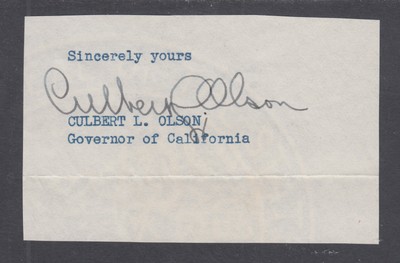 Sincerely yours
Culbert L Olson
CULBERT L. OLSON
Governor of California